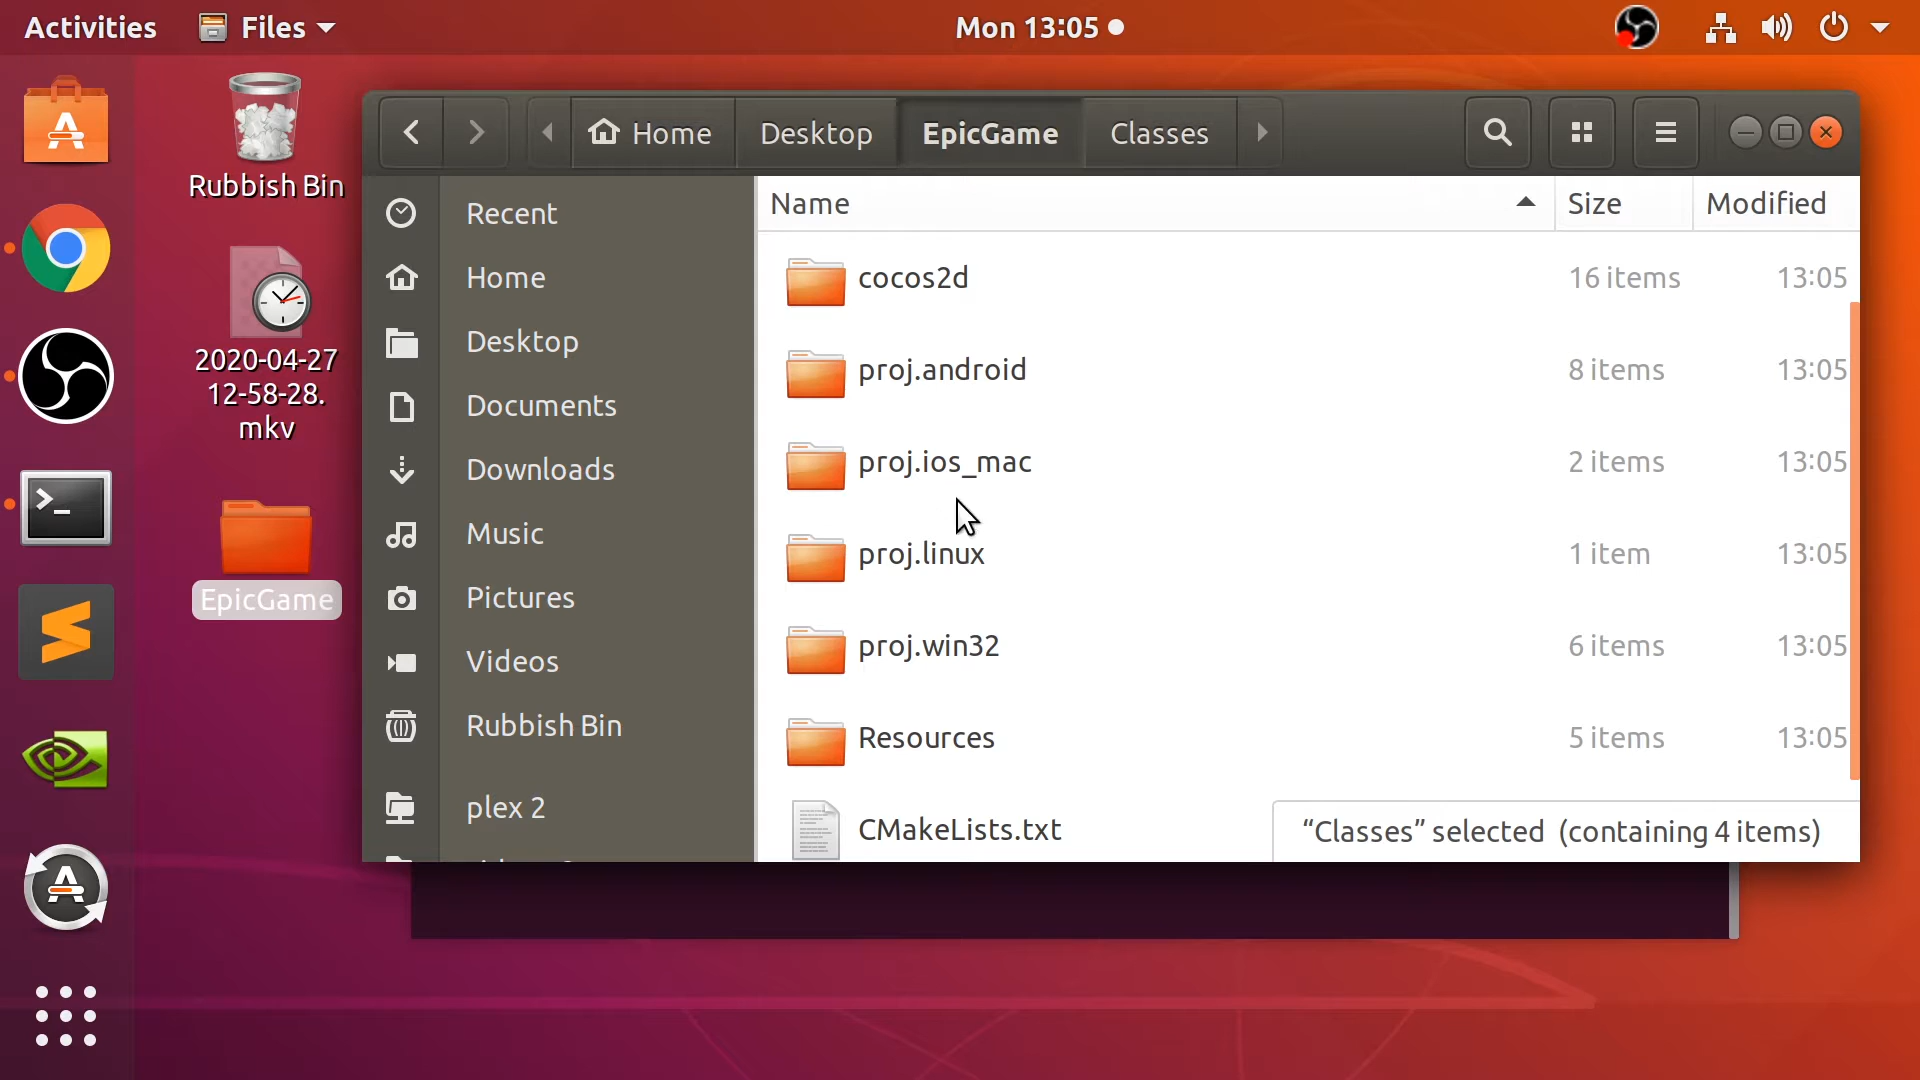 Activities
Files
Mon 13:05
Rubbish Bin
2020-04-27
12-58-28.
mkv
EpicGame
Home
Desktop
EpicGame
Classes
Recent
Home
Desktop
Documents
Downloads
Music
Pictures
Videos
Rubbish Bin
plex 2
Name
Size
Modified
cocos2d
16 items
13:05
proj.android
8 items
13:05
proj.ios_mac
2 items
13:05
proj.linux
1 item
13:05
proj.win32
6 items
13:05
Resources
5 items
13:05
CMakeLists.txt
“Classes” selected (containing 4 items)